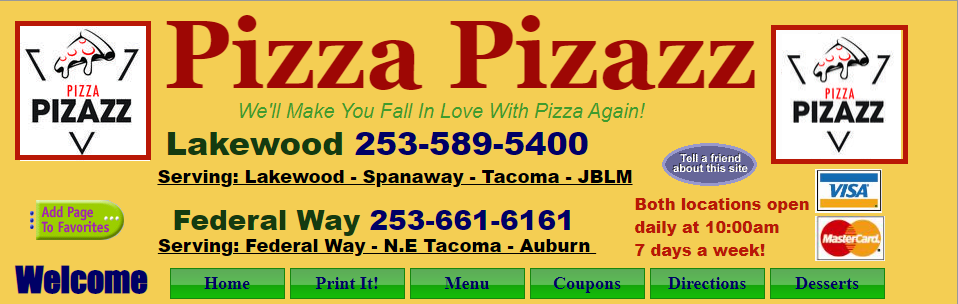 Pizza Pizazz
PIZZA
PIZAZZ
PIZZA
PIZAZZ
We'll Make You Fall In Love With Pizza Again!
Lakewood 253-589-5400
Serving: Lakewood - Spanaway - Tacoma - JBLM
Tell a friend
about this site
VISA
Add Page
To Favorites
Federal Way 253-661-6161
Serving: Federal Way - N.E Tacoma - Auburn
Both locations open
daily at 10:00am
7 days a week!
MasterCard
Welcome
Home
Print It!
Menu
Coupons
Directions
Desserts